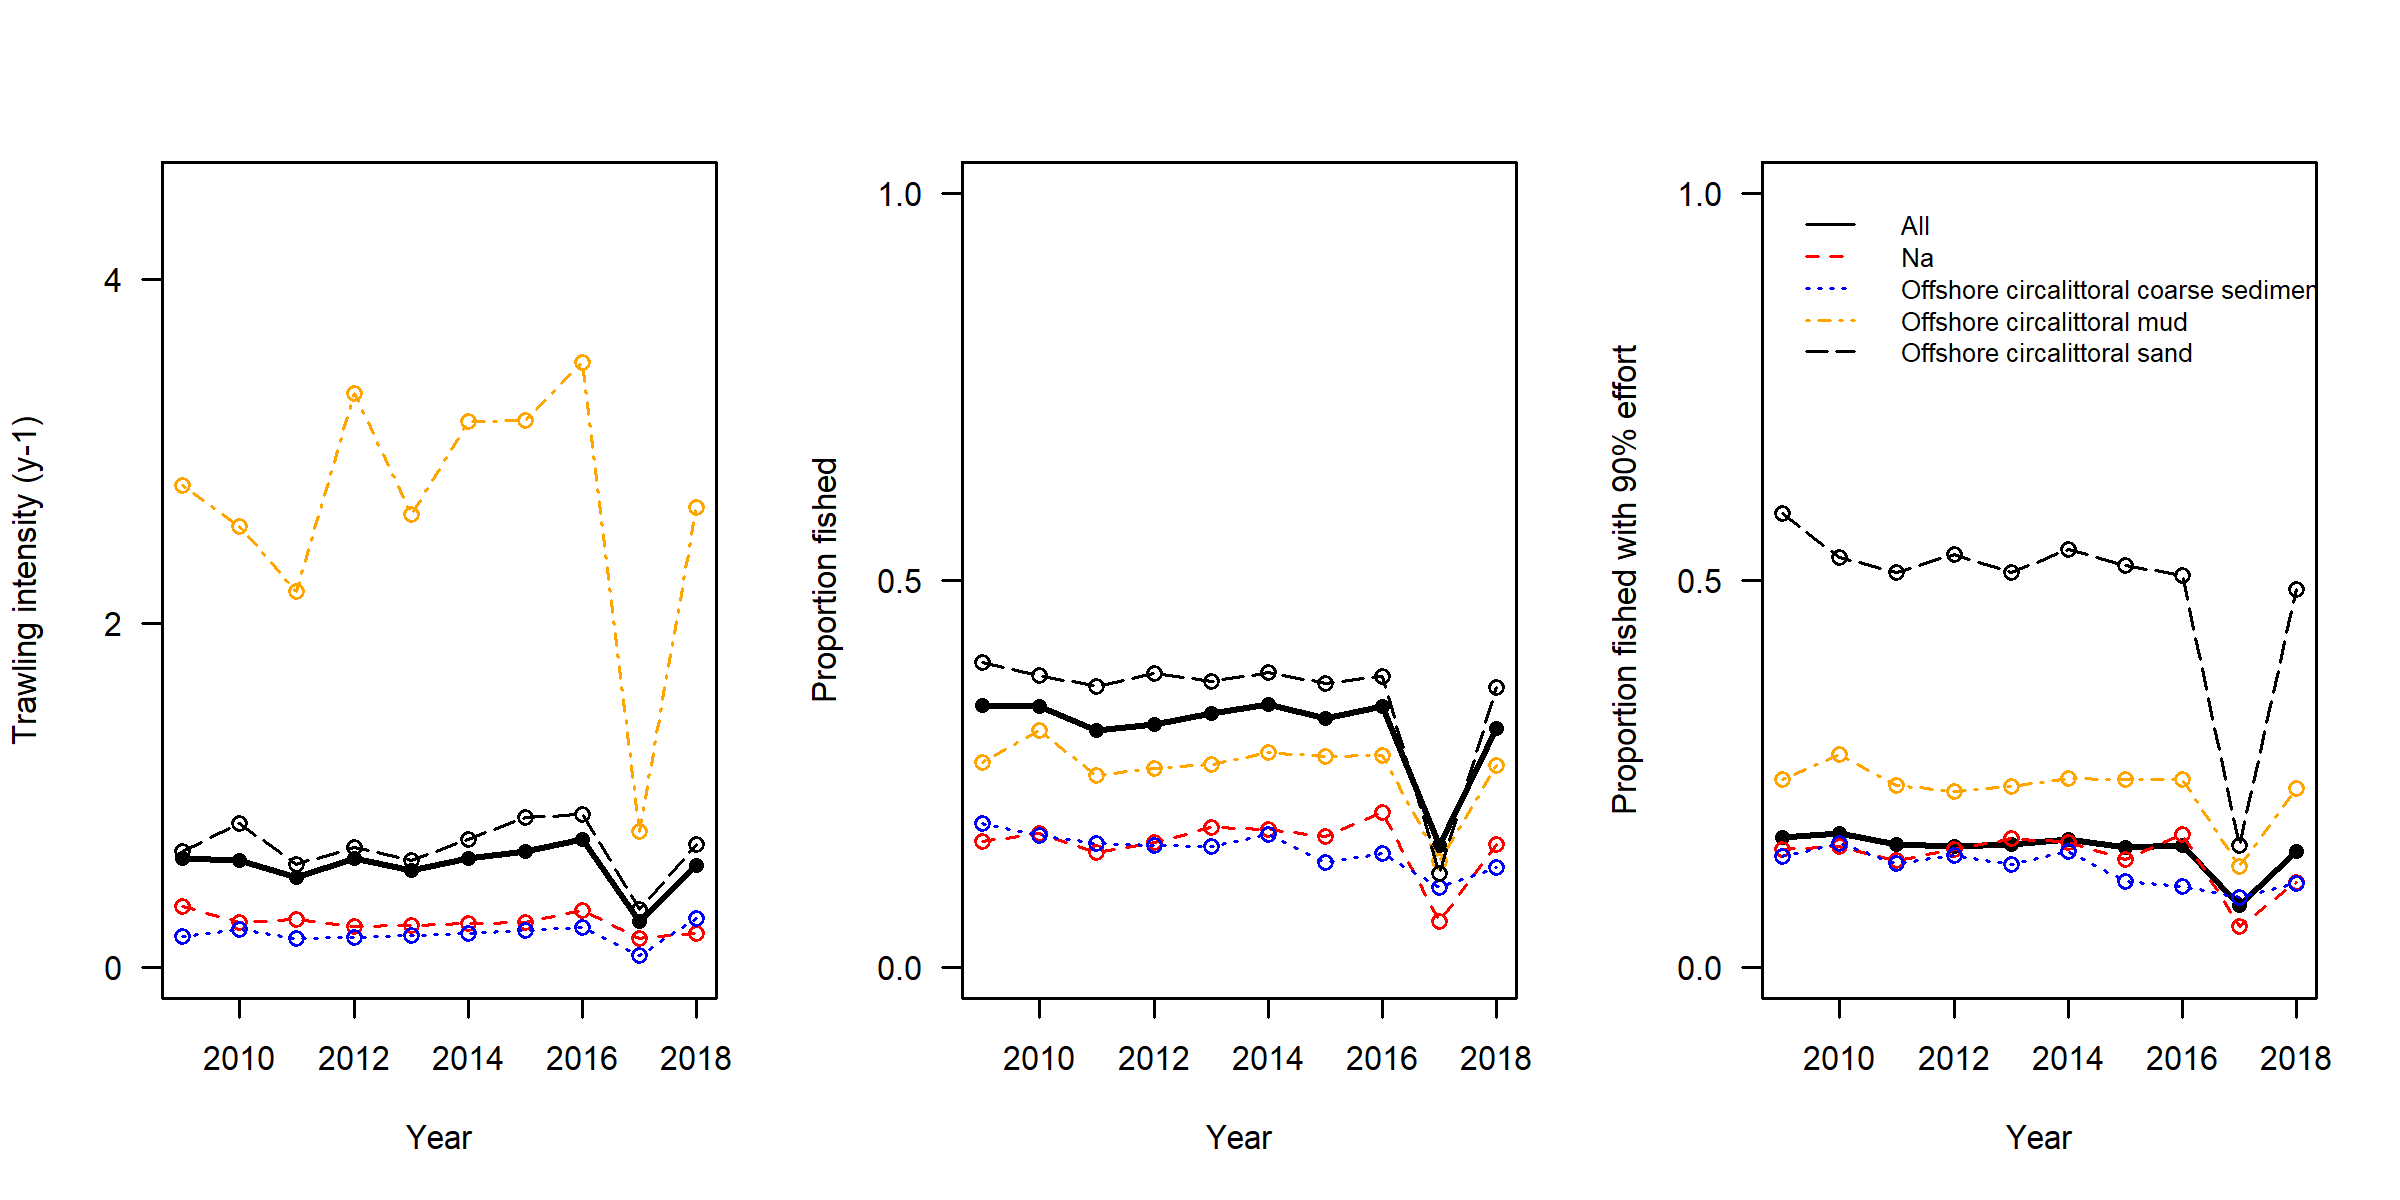 Trawling intensity (y-1)
4
2
0
2010 2012 2014 2016 2018
Year
Proportion fished
1.0
0.5
0.0
2010 2012 2014 2016 2018
Year
Proportion fished with 90% effort
1.0
0.5
0.0
All
Na
Offshore circalittoral coarse sedimen
Offshore circalittoral mud
Offshore circalittoral sand
2010 2012 2014 2016 2018
Year